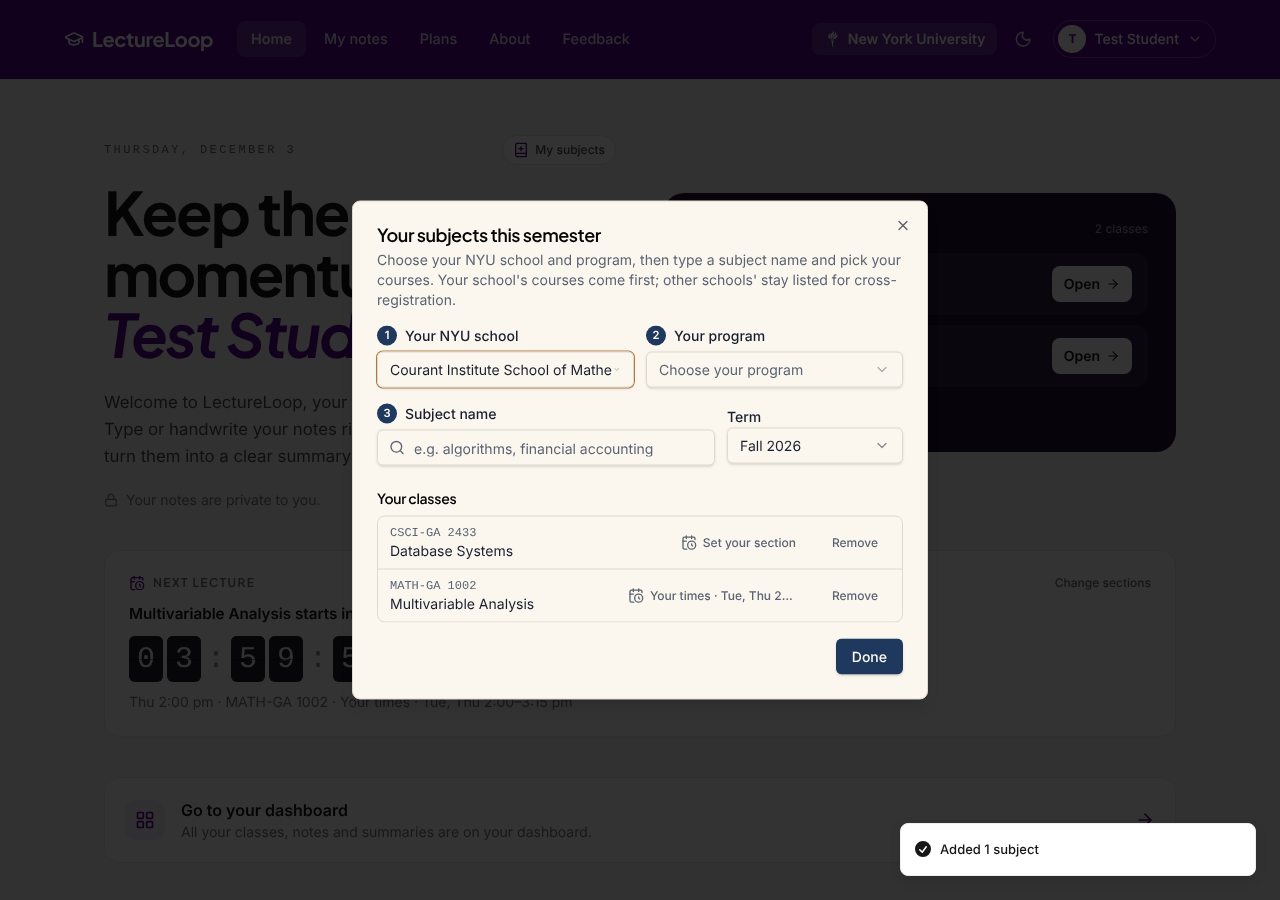 LectureLoop
Home
My notes
Plans
About
Feedback
New York University
T
Test Student
THURSDAY, DECEMBER 3
My subjects
Keep the
Test Stud
Welcome to LectureLoop, your
Type or handwrite your notes
turn them into a clear summary
Your notes are private to you.
2 classes
Open
Open
Your subjects this semester
Choose your NYU school and program, then type a subject name and pick your
courses. Your school's courses come first; other schools' stay listed for cross-
registration.
1 Your NYU school
2 Your program
Courant Institute School of Mathe
Choose your program
3 Subject name
Term
e.g. algorithms, financial accounting
Fall 2026
Your classes
CSCI-GA 2433
Database Systems
Set your section
Remove
MATH-GA 1002
Multivariable Analysis
Your times · Tue, Thu 2...
Remove
Done
NEXT LECTURE
Change sections
Multivariable Analysis starts in
03 : 59 : 5
Thu 2:00 pm · MATH-GA 1002 · Your times · Tue, Thu 2:00–3:15 pm
Go to your dashboard
All your classes, notes and summaries are on your dashboard.
Added 1 subject